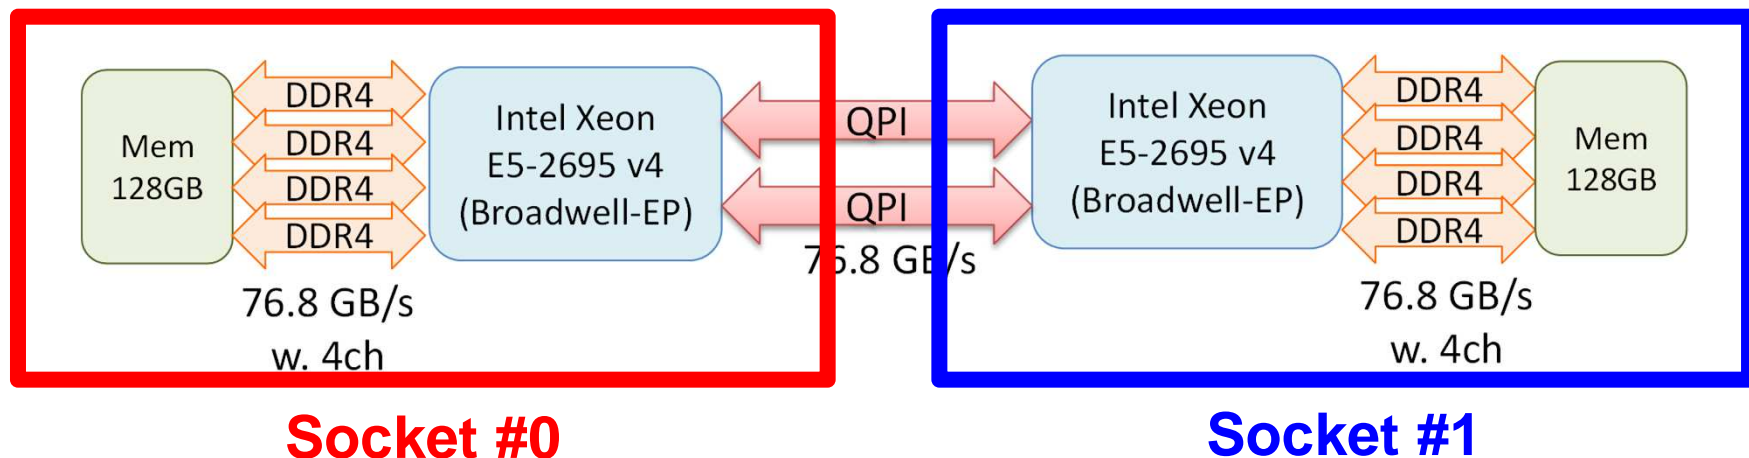 Mem
128GB
DDR4
DDR4
DDR4
DDR4
76.8 GB/s
w. 4ch
Intel Xeon
E5-2695 v4
(Broadwell-EP)
QPI
QPI
76.8 GB/s
Intel Xeon
E5-2695 v4
(Broadwell-EP)
DDR4
DDR4
DDR4
DDR4
76.8 GB/s
w. 4ch
Mem
128GB
Socket #0
Socket #1